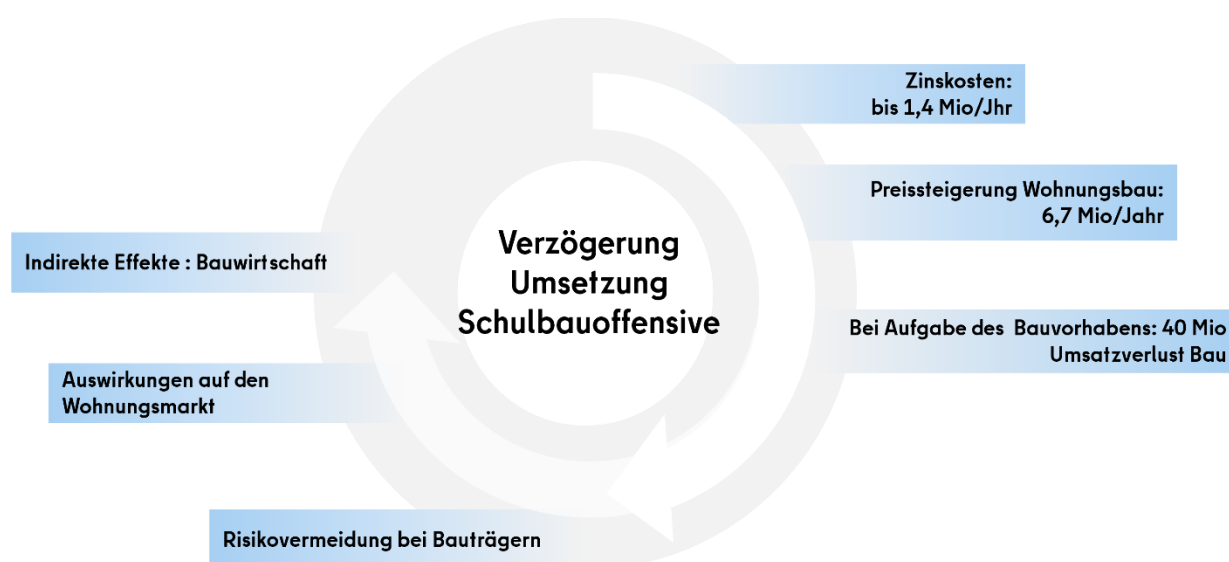 Zinskosten:
bis 1,4 Mio/Jhr
Preissteigerung Wohnungsbau:
6,7 Mio/Jahr
Verzögerung
Umsetzung
Schulbauoffensive
Indirekte Effekte : Bauwirtschaft
Bei Aufgabe des Bauvorhabens: 40 Mio
Umsatzverlust Bau
Auswirkungen auf den
Wohnungsmarkt
Risikovermeidung bei Bauträgern